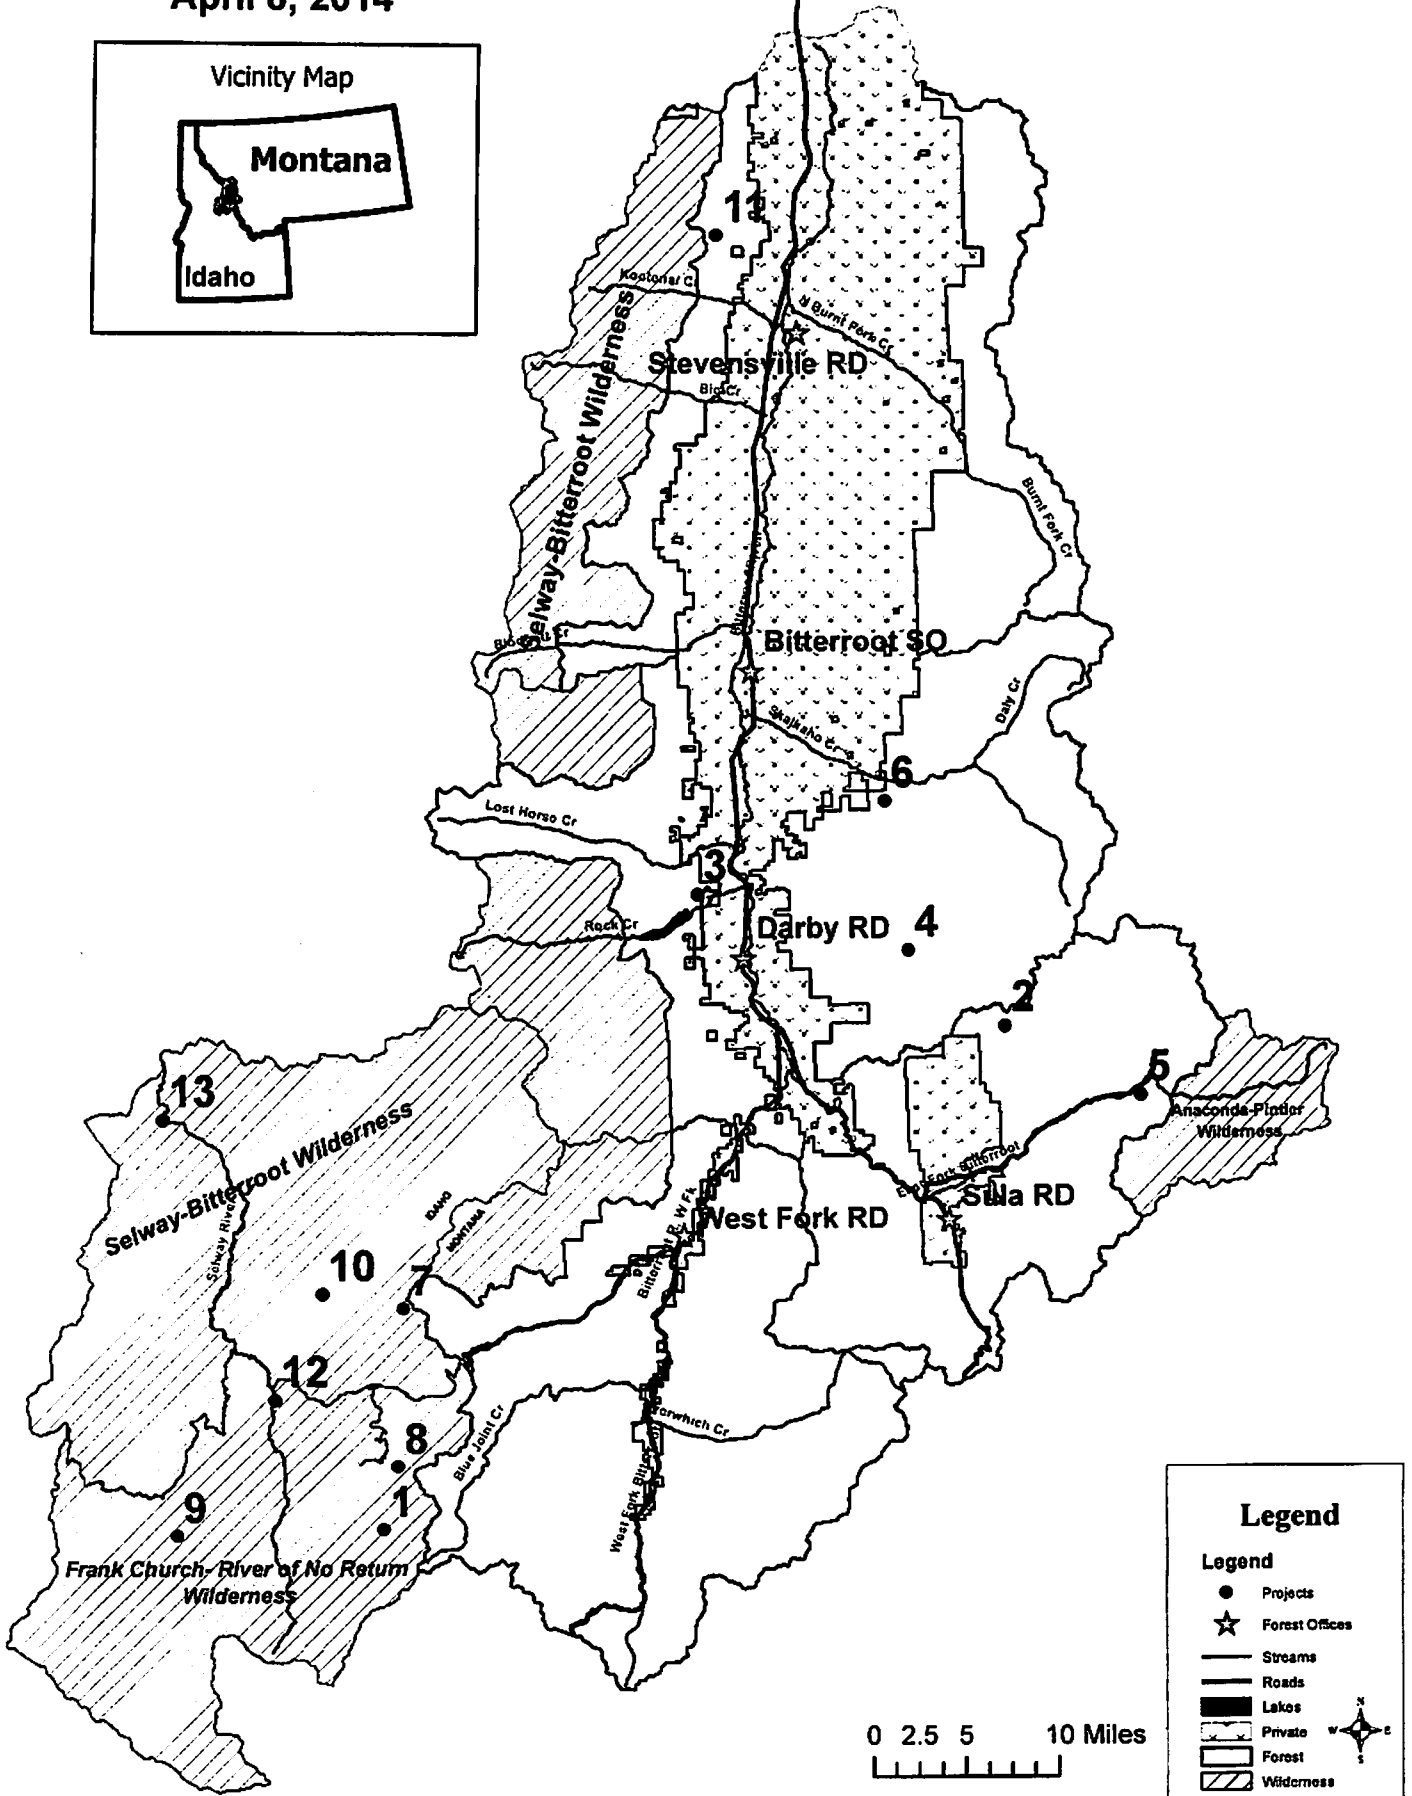 April 8, 2014
Vicinity Map
Montana
Idaho
11
Kootenai Cr
N Burnt Fork Cr
Stevensville RD
Big Cr
Selway-Bitterroot Wilderness
Burnt Fork Cr
Bitterroot SO
Daly Cr
Skalkaho Cr
6
Lost Horse Cr
3
Rock Cr
Darby RD
4
2
5
Anaconda-Pintler
Wilderness
13
Selway-Bitterroot Wilderness
Selway River
IDAHO
MONTANA
East Fork Bitterroot
Sula RD
West Fork RD
Bitterroot R, W Fk
10
7
12
8
Blue Joint Cr
1
9
West Fork
Frank Church- River of No Return
Wilderness
Legend
Legend
Projects
Forest Offices
Streams
Roads
Lakes
Private
Forest
Wilderness
N
W
E
S
0 2.5 5 10 Miles